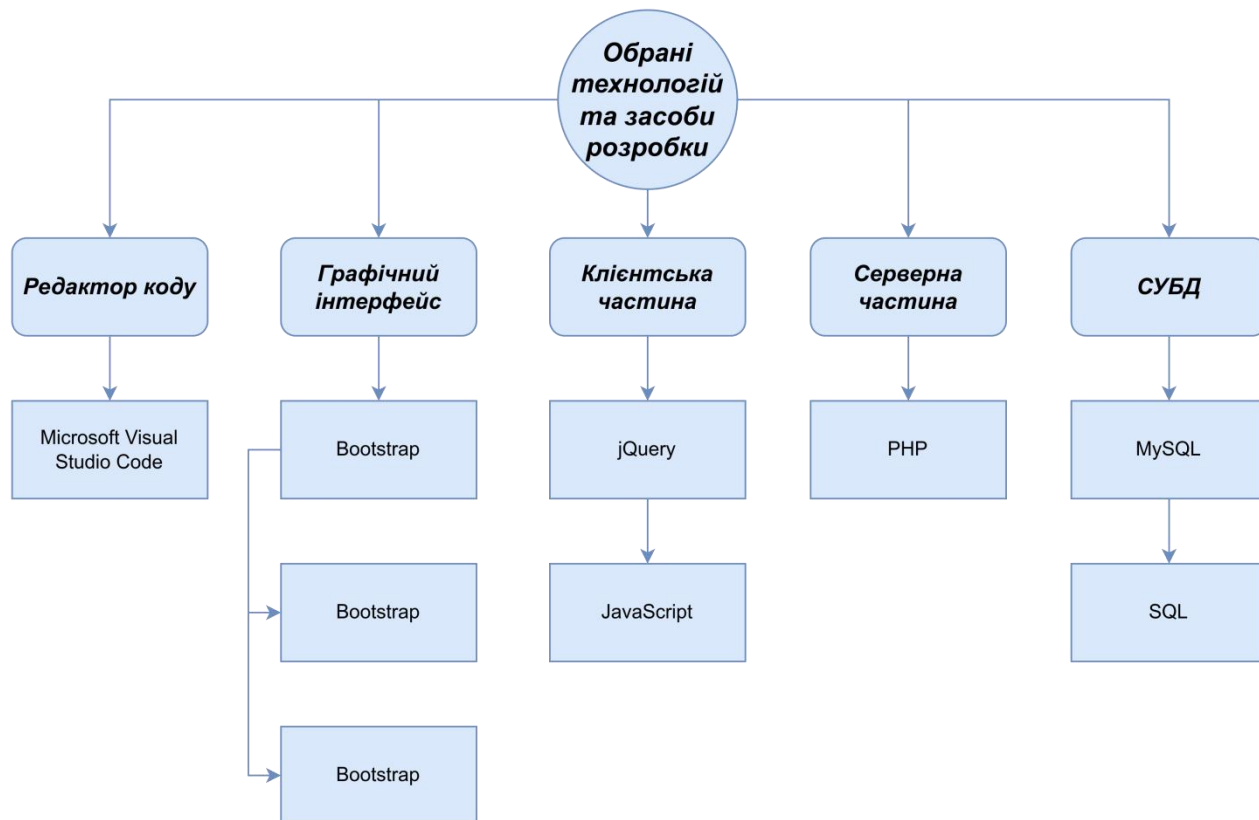 Обрані
технологій
та засоби
розробки
Редактор коду
Графічний
інтерфейс
Клієнтська
частина
Серверна
частина
СУБД
Microsoft Visual
Studio Code
Bootstrap
jQuery
PHP
MySQL
Bootstrap
JavaScript
SQL
Bootstrap